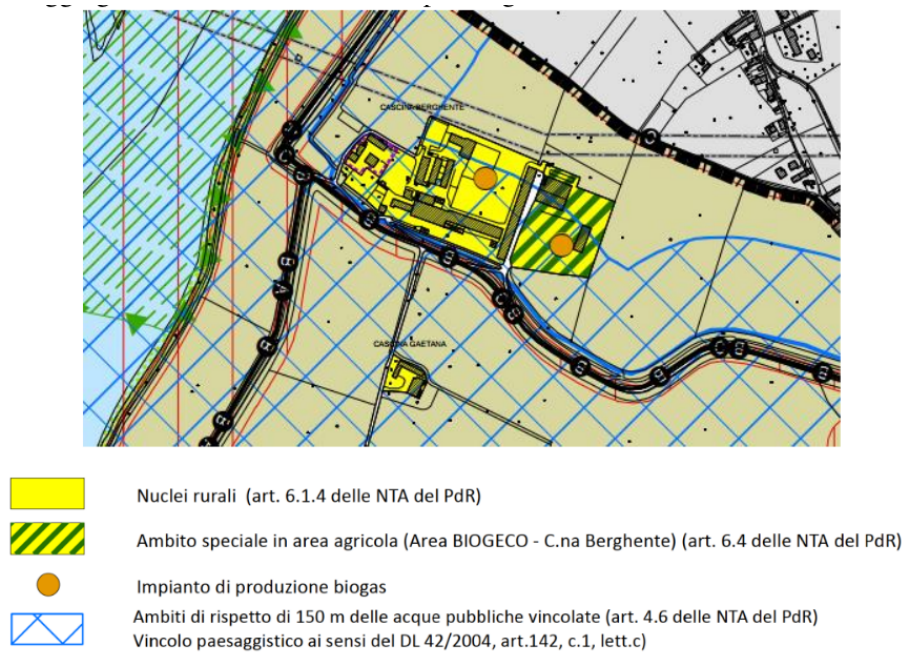 CASCINA BERGHENTE
CASCINA GAETANA
Nuclei rurali (art. 6.1.4 delle NTA del PdR)
Ambito speciale in area agricola (Area BIOGECO - C.na Berghente) (art. 6.4 delle NTA del PdR)
Impianto di produzione biogas
Ambiti di rispetto di 150 m delle acque pubbliche vincolate (art. 4.6 delle NTA del PdR)
Vincolo paesaggistico ai sensi del DL 42/2004, art.142, c.1, lett.c)